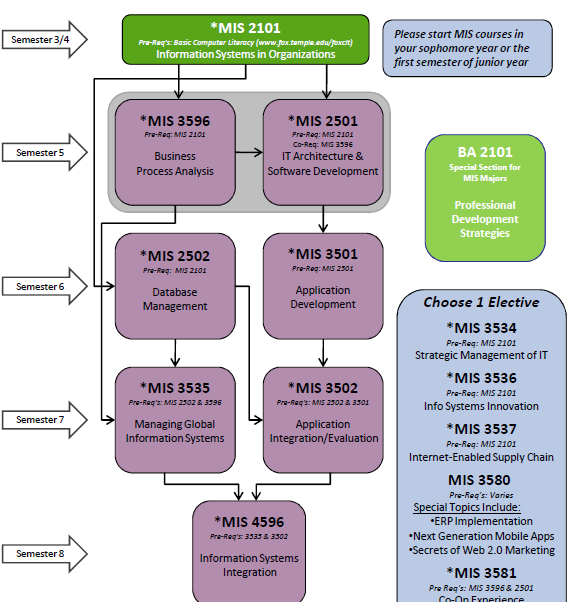 Semester 3/4
*MIS 2101
Pre-Req's: Basic Computer Literacy (www.fox.temple.edu/foxcit)
Information Systems in Organizations
Please start MIS courses in
your sophomore year or the
first semester of junior year
Semester 5
*MIS 3596
Pre-Req: MIS 2101
Business
Process Analysis
*MIS 2501
Pre-Req: MIS 2101
Co-Req: MIS 3596
IT Architecture &
Software Development
BA 2101
Special Section for
MIS Majors
Professional
Development
Strategies
Semester 6
*MIS 2502
Pre-Req: MIS 2101
Database
Management
*MIS 3501
Pre-Req: MIS 2501
Application
Development
Semester 7
*MIS 3535
Pre-Req's: MIS 2502 & 3596
Managing Global
Information Systems
*MIS 3502
Pre-Req's: MIS 2502 & 3501
Application
Integration/Evaluation
Semester 8
*MIS 4596
Pre-Req's: 3535 & 3502
Information Systems
Integration
Choose 1 Elective
*MIS 3534
Pre-Req: MIS 2101
Strategic Management of IT
*MIS 3536
Pre-Req: MIS 2101
Info Systems Innovation
*MIS 3537
Pre-Req: MIS 2101
Internet-Enabled Supply Chain
MIS 3580
Pre-Req's: Varies
Special Topics Include:
•ERP Implementation
•Next Generation Mobile Apps
•Secrets of Web 2.0 Marketing
*MIS 3581
Pre Req's: MIS 3596 & 2501
Co-Op Experience